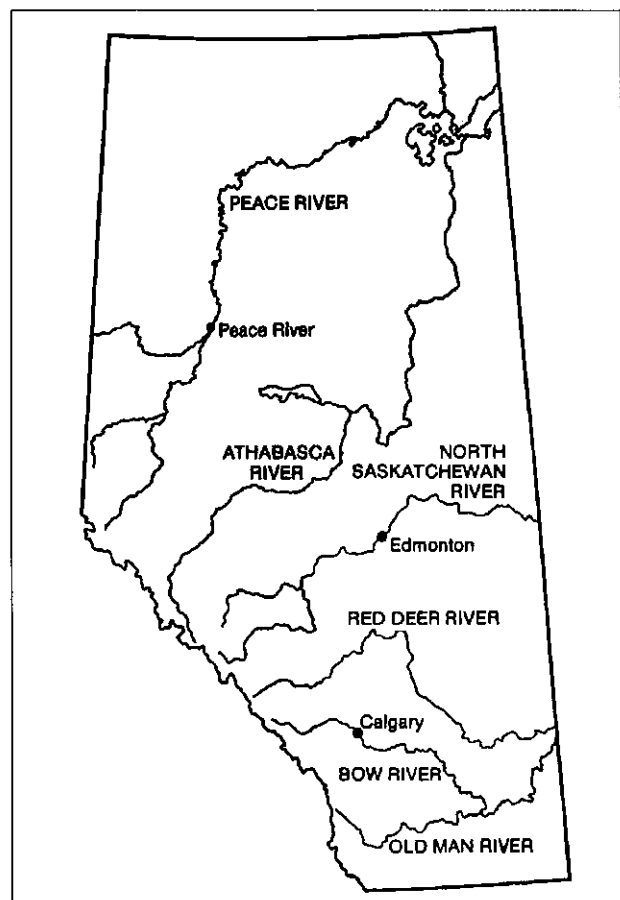 PEACE RIVER
Peace River
ATHABASCA
RIVER
NORTH
SASKATCHEWAN
RIVER
Edmonton
RED DEER RIVER
Calgary
BOW RIVER
OLD MAN RIVER